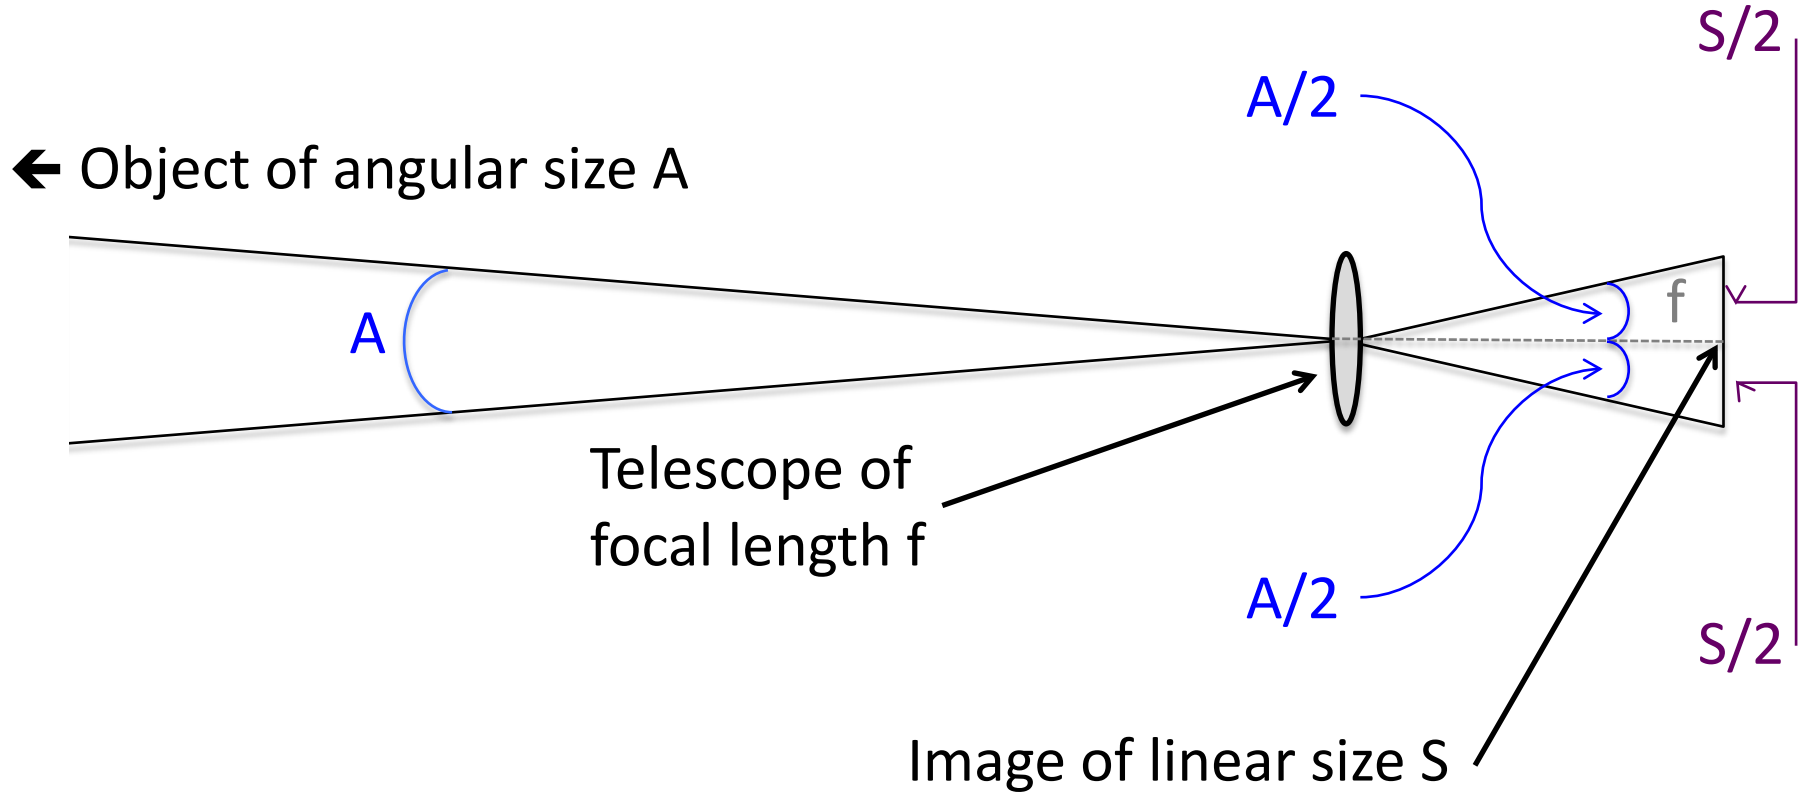 S/2
A/2
🡰 Object of angular size A
f
A
Telescope of
focal length f
A/2
S/2
Image of linear size S